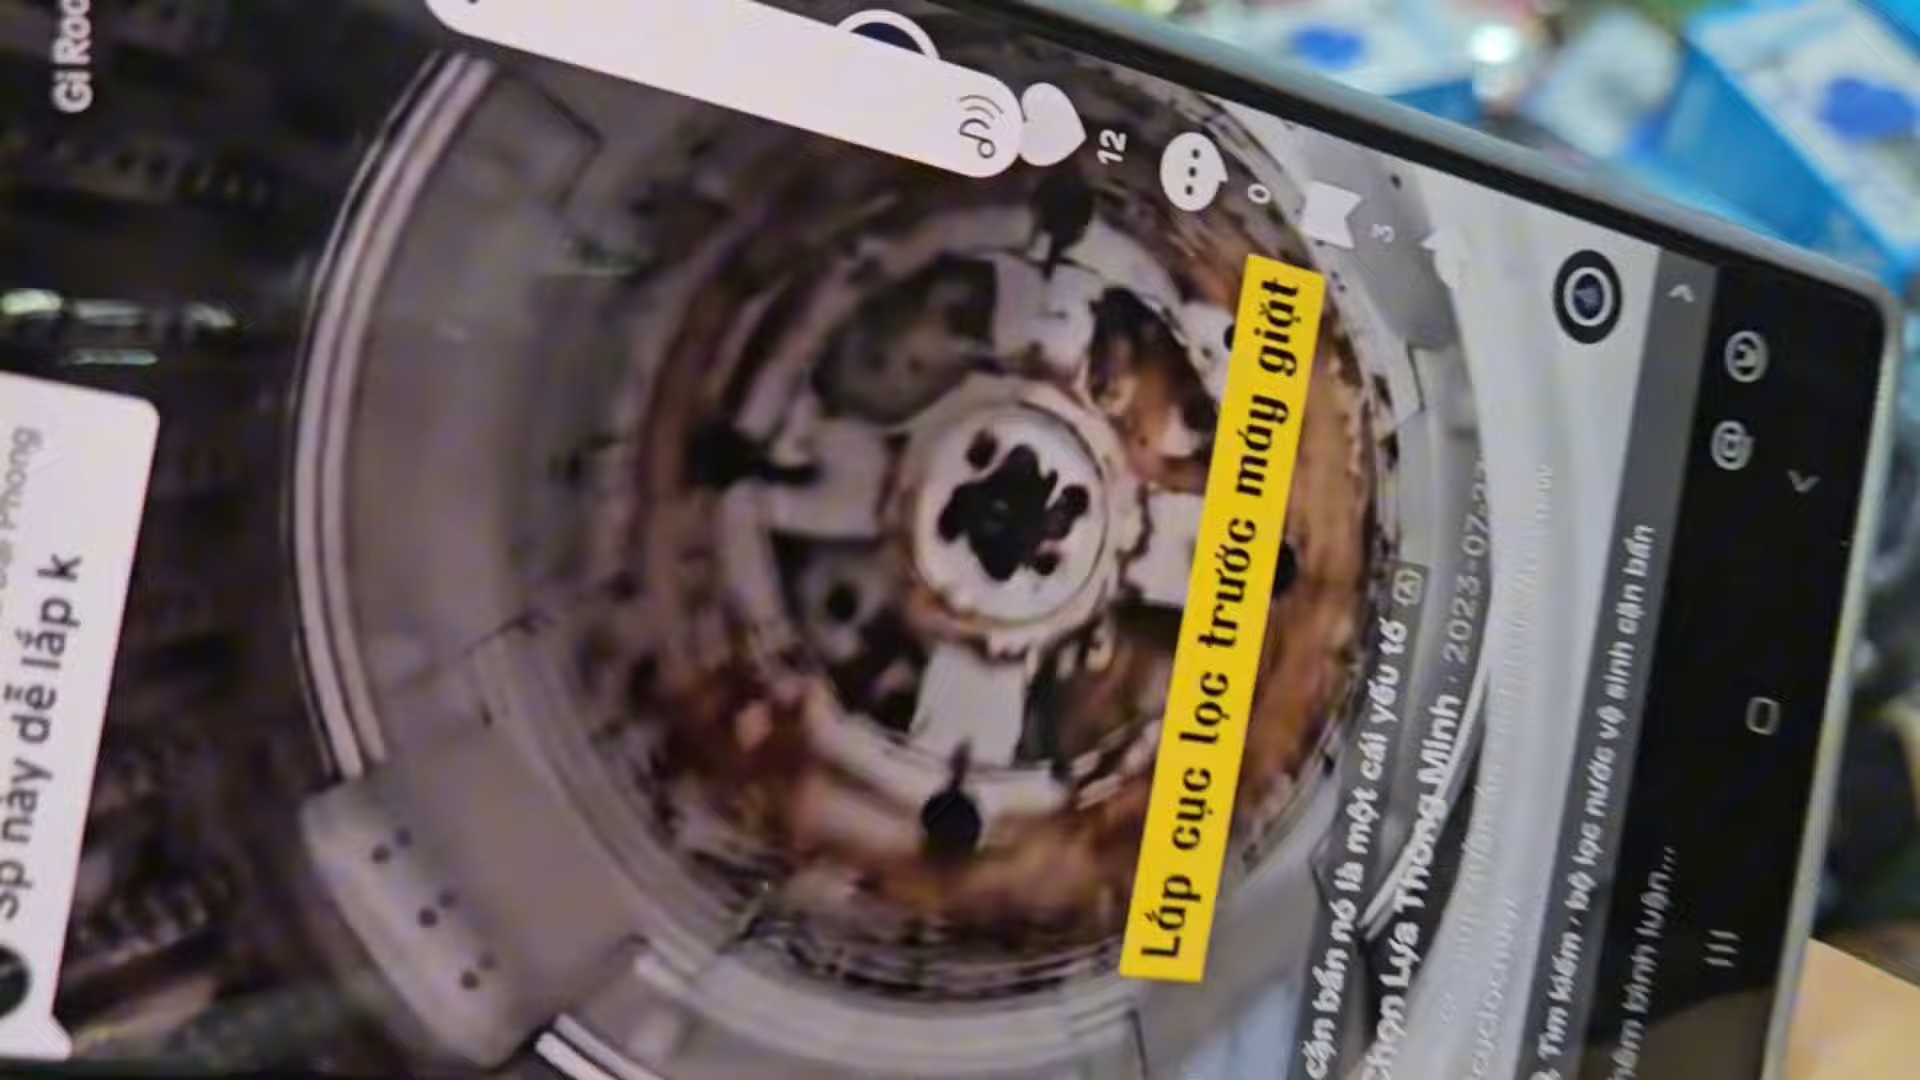 Sp này dễ lắp k
12
0
3
Lắp cục lọc trước máy giặt
cặn bẩn nó là một cái yếu tố
Chọn Lựa Thông Minh · 2023-07-
Tìm kiếm · bộ lọc nước vệ sinh cặn bẩn
bình luận...